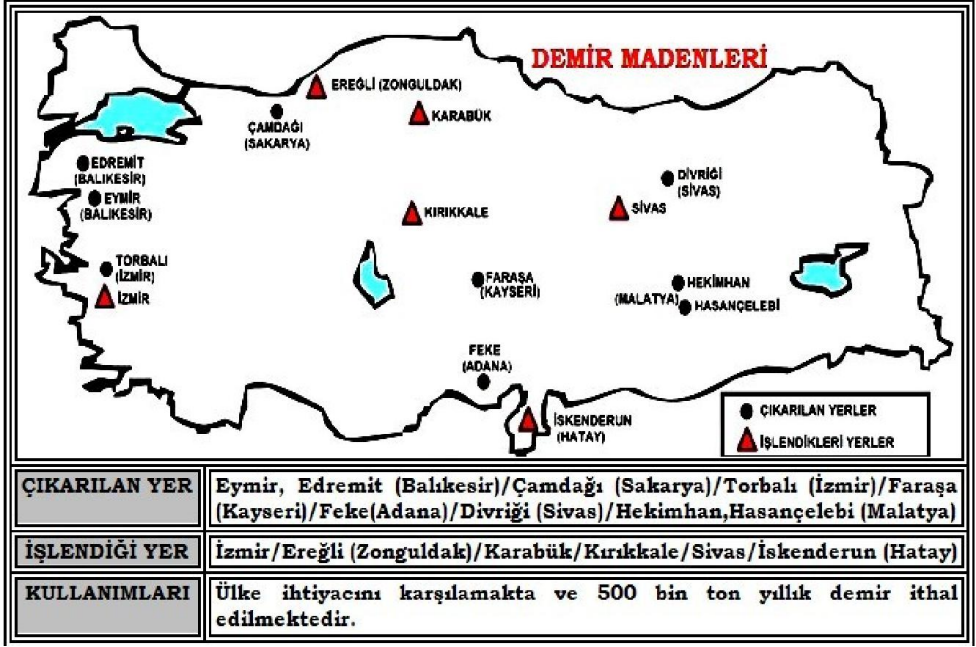 DEMİR MADENLERİ
EREĞLİ (ZONGULDAK)
KARABÜK
ÇAMDAĞI
(SAKARYA)
EDREMİT
(BALIKESİR)
EYMİR
(BALIKESİR)
DİVRİĞİ
(SİVAS)
SİVAS
KIRIKKALE
TORBALI
(İZMİR)
İZMİR
FARAŞA
(KAYSERİ)
HEKİMHAN
(MALATYA)
HASANÇELEBİ
FEKE
(ADANA)
İSKENDERUN
(HATAY)
ÇIKARILAN YERLER
İŞLENDİKLERİ YERLER
ÇIKARILAN YER
Eymir, Edremit (Balıkesir)/Çamdağı (Sakarya)/Torbalı (İzmir)/Faraşa
(Kayseri)/Feke(Adana)/Divriği (Sivas)/Hekimhan,Hasançelebi (Malatya)
İŞLENDİĞİ YER
İzmir/Ereğli (Zonguldak)/Karabük/Kırıkkale/Sivas/İskenderun (Hatay)
KULLANIMLARI
Ülke ihtiyacını karşılamakta ve 500 bin ton yıllık demir ithal
edilmektedir.